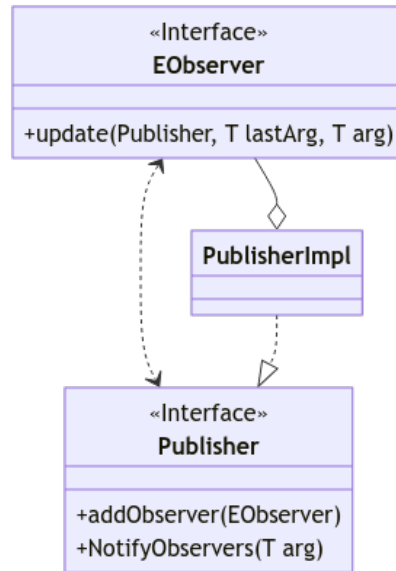 «Interface»
EObserver
+update(Publisher, T lastArg, T arg)
PublisherImpl
«Interface»
Publisher
+addObserver(EObserver)
+NotifyObservers(T arg)